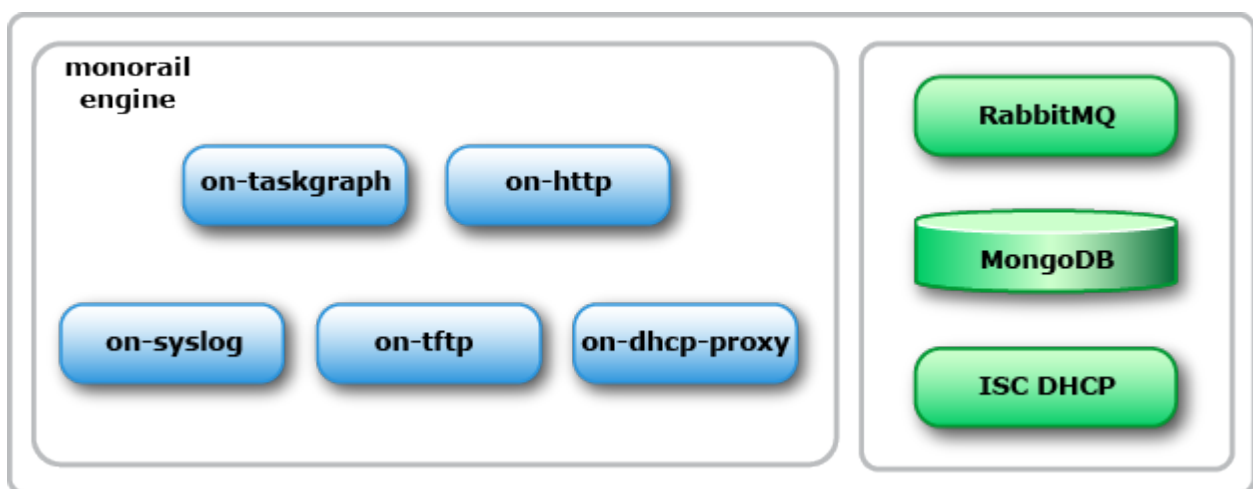 monorail
engine
on-taskgraph
on-http
on-syslog
on-tftp
on-dhcp-proxy
RabbitMQ
MongoDB
ISC DHCP